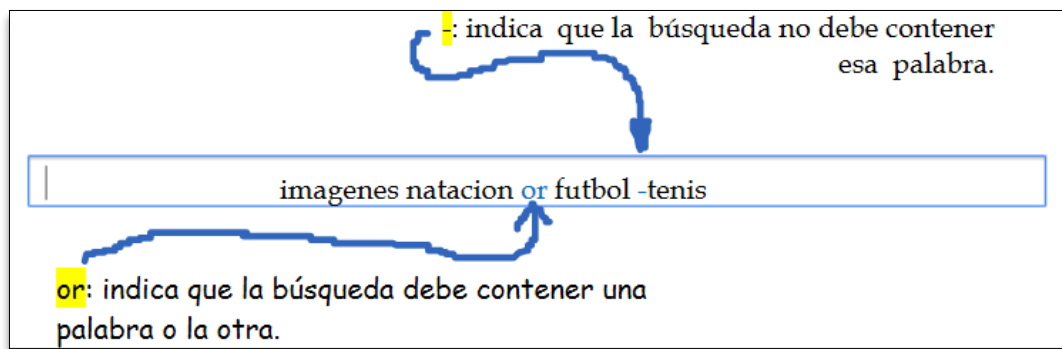 -: indica que la búsqueda no debe contener
esa palabra.
imagenes natacion or futbol -tenis
or: indica que la búsqueda debe contener una
palabra o la otra.